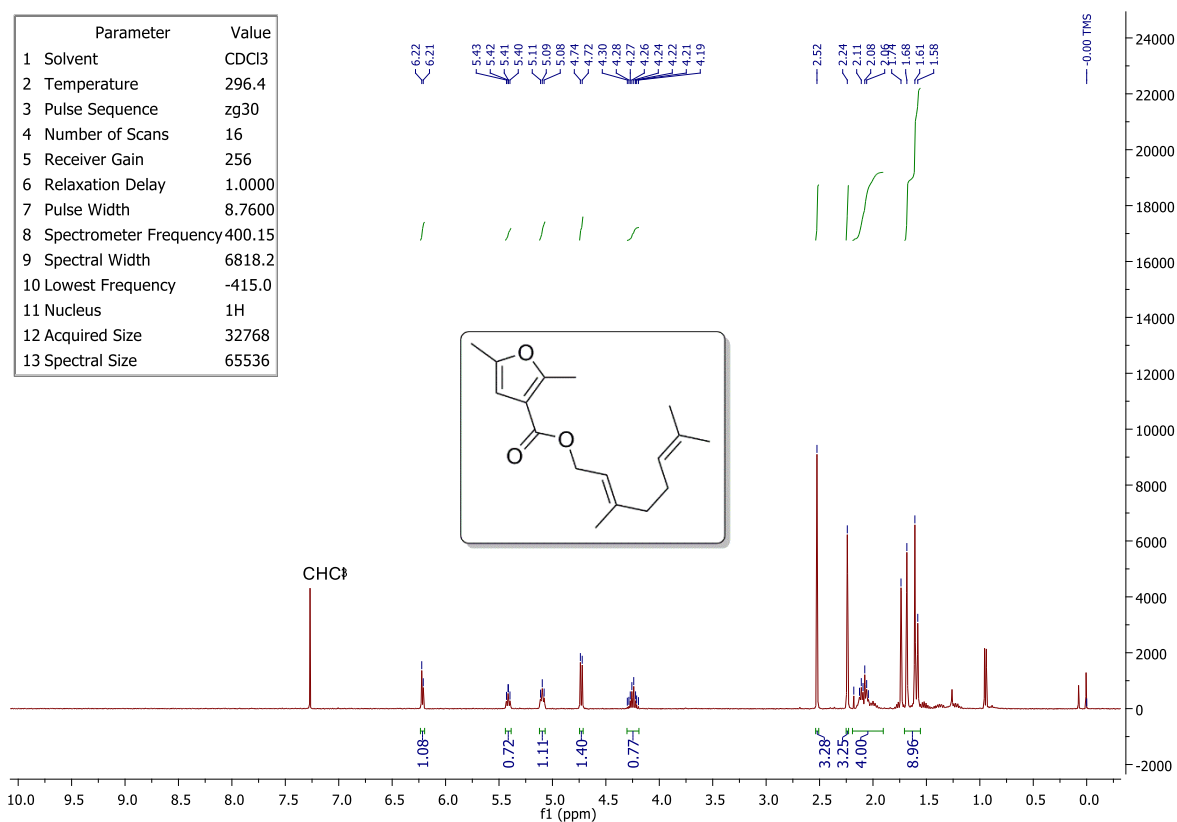 Parameter Value
1 Solvent CDCl3
2 Temperature 296.4
3 Pulse Sequence zg30
4 Number of Scans 16
5 Receiver Gain 256
6 Relaxation Delay 1.0000
7 Pulse Width 8.7600
8 Spectrometer Frequency 400.15
9 Spectral Width 6818.2
10 Lowest Frequency -415.0
11 Nucleus 1H
12 Acquired Size 32768
13 Spectral Size 65536
6.22
6.21
5.43
5.42
5.41
5.40
5.11
5.09
5.08
4.74
4.72
4.30
4.28
4.27
4.26
4.24
4.22
4.21
4.19
2.52
2.24
2.11
2.08
2.06
1.74
1.68
1.61
1.58
-0.00 TMS
24000
22000
20000
18000
16000
14000
12000
10000
8000
6000
4000
2000
0
-2000
O
O
O
CHCl3
1.08
0.72
1.11
1.40
0.77
3.28
3.25
4.00
8.96
10.0 9.5 9.0 8.5 8.0 7.5 7.0 6.5 6.0 5.5 5.0 4.5 4.0 3.5 3.0 2.5 2.0 1.5 1.0 0.5 0.0
f1 (ppm)